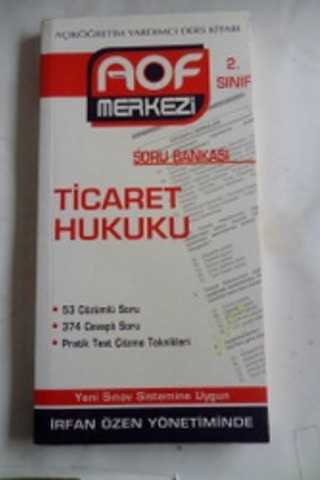 AÇIKÖĞRETİM YARDIMCI DERS KİTABI
AÖF
MERKEZİ
2.
SINIF
SORU BANKASI
TİCARET
HUKUKU
• 53 Çözümlü Soru
• 374 Cevaplı Soru
• Pratik Test Çözme Teknikleri
Yeni Sınav Sistemine Uygun
İRFAN ÖZEN YÖNETİMİNDE